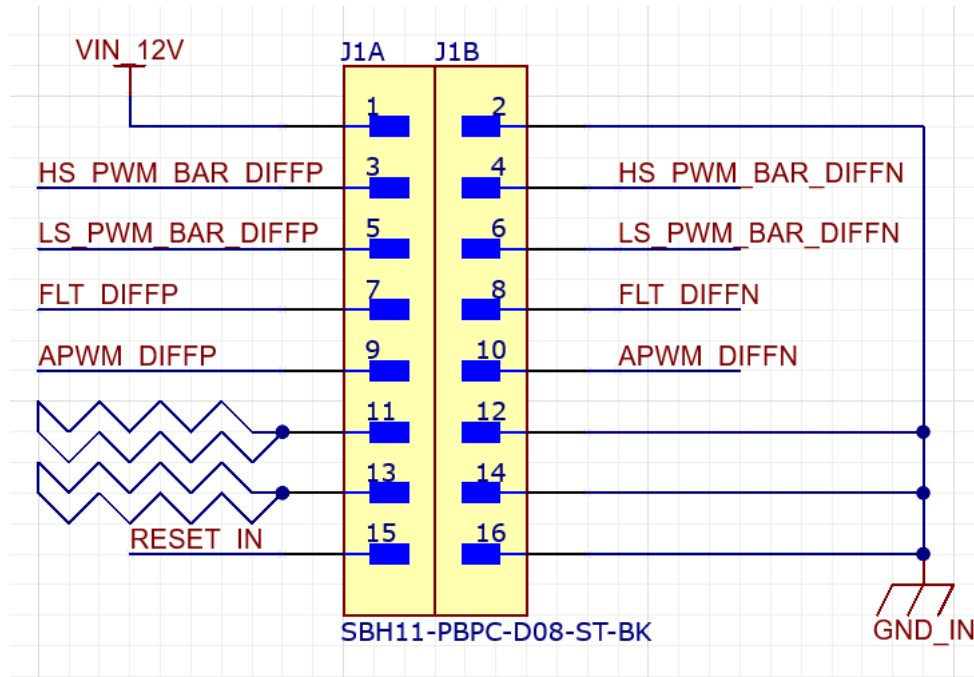 VIN_12V
J1A J1B
1 2
HS_PWM_BAR_DIFFP 3 4 HS_PWM_BAR_DIFFN
LS_PWM_BAR_DIFFP 5 6 LS_PWM_BAR_DIFFN
FLT_DIFFP 7 8 FLT_DIFFN
APWM_DIFFP 9 10 APWM_DIFFN
11 12
13 14
RESET_IN 15 16
SBH11-PBPC-D08-ST-BK
GND_IN